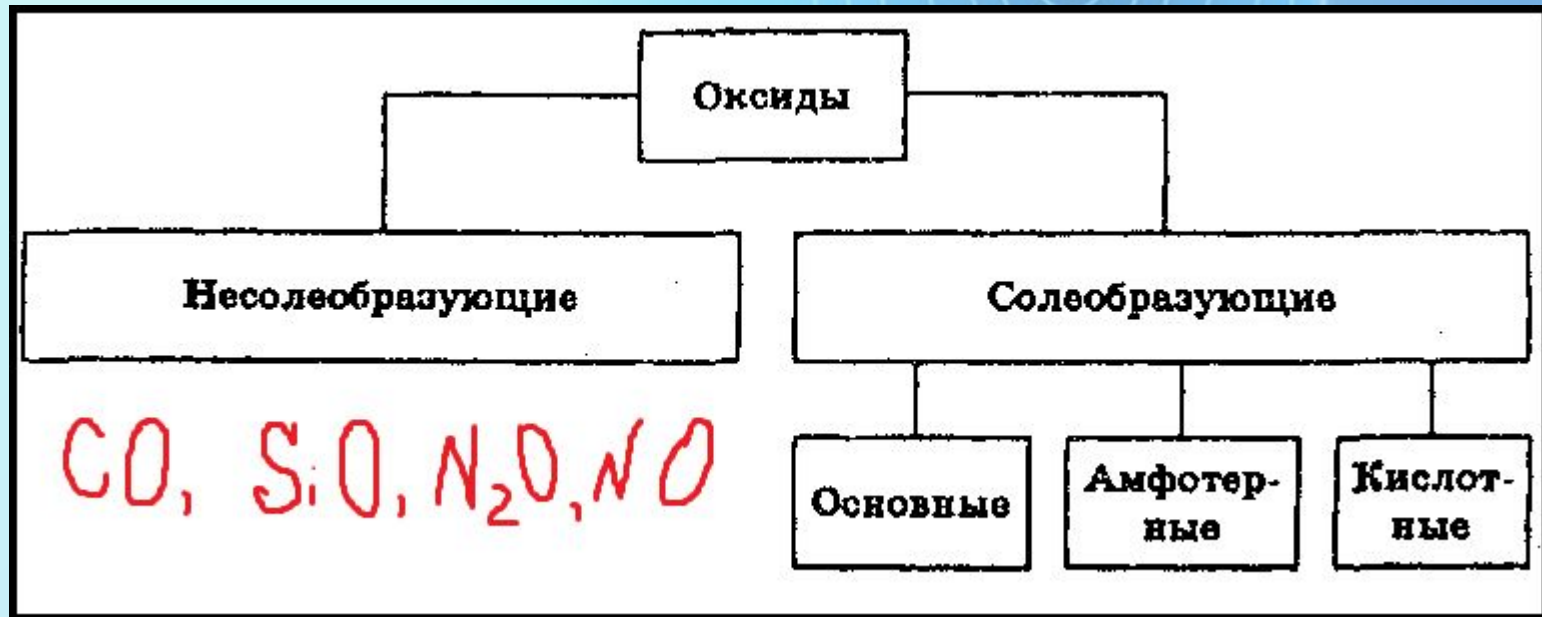 Оксиды
Несолеобразующие
Солеобразующие
CO, SiO, N₂O, NO
Основные
Амфотер-
ные
Кислот-
ные